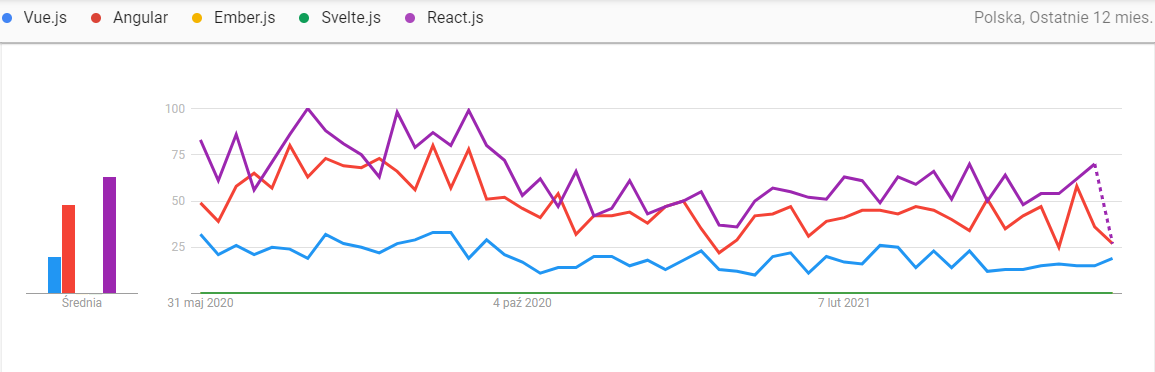 Vue.js Angular Ember.js Svelte.js React.js Polska, Ostatnie 12 mies.
100
75
50
25
Średnia 31 maj 2020 4 paź 2020 7 lut 2021